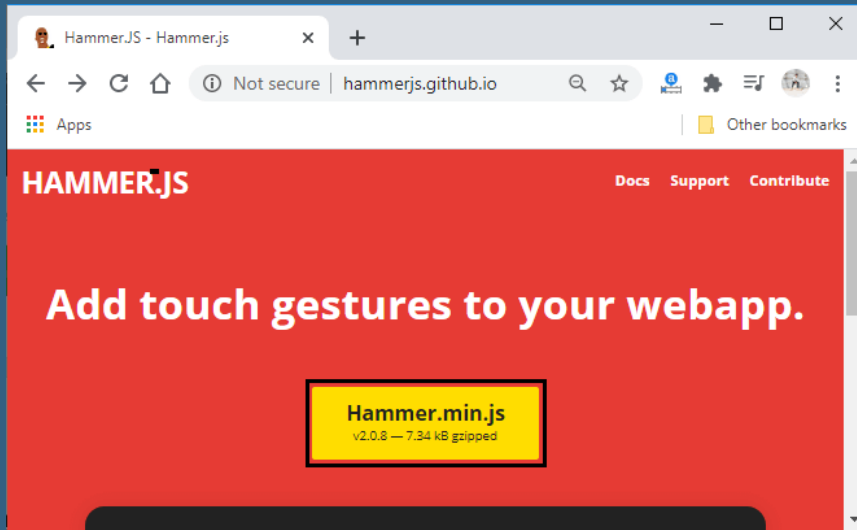 Hammer.JS - Hammer.js
Not secure | hammerjs.github.io
Apps
Other bookmarks
HAMMER.JS
Docs Support Contribute
Add touch gestures to your webapp.
Hammer.min.js
v2.0.8 — 7.34 kB gzipped